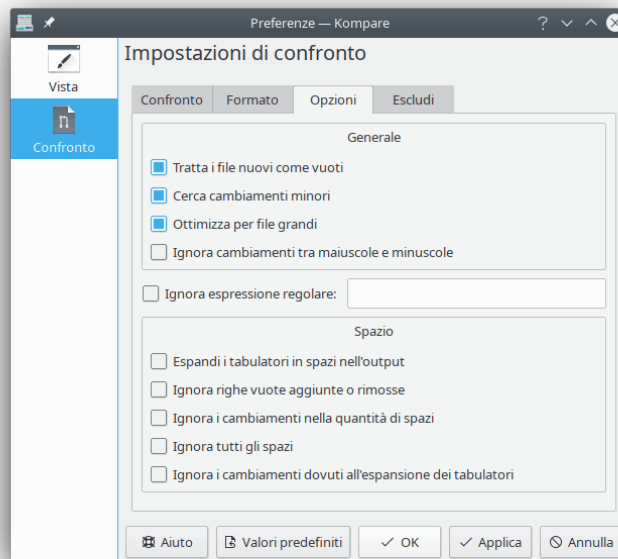 Preferenze — Kompare
Impostazioni di confronto
Vista
Confronto
Confronto Formato Opzioni Escludi
Generale
Tratta i file nuovi come vuoti
Cerca cambiamenti minori
Ottimizza per file grandi
Ignora cambiamenti tra maiuscole e minuscole
Ignora espressione regolare:
Spazio
Espandi i tabulatori in spazi nell'output
Ignora righe vuote aggiunte o rimosse
Ignora i cambiamenti nella quantità di spazi
Ignora tutti gli spazi
Ignora i cambiamenti dovuti all'espansione dei tabulatori
Aiuto Valori predefiniti OK Applica Annulla